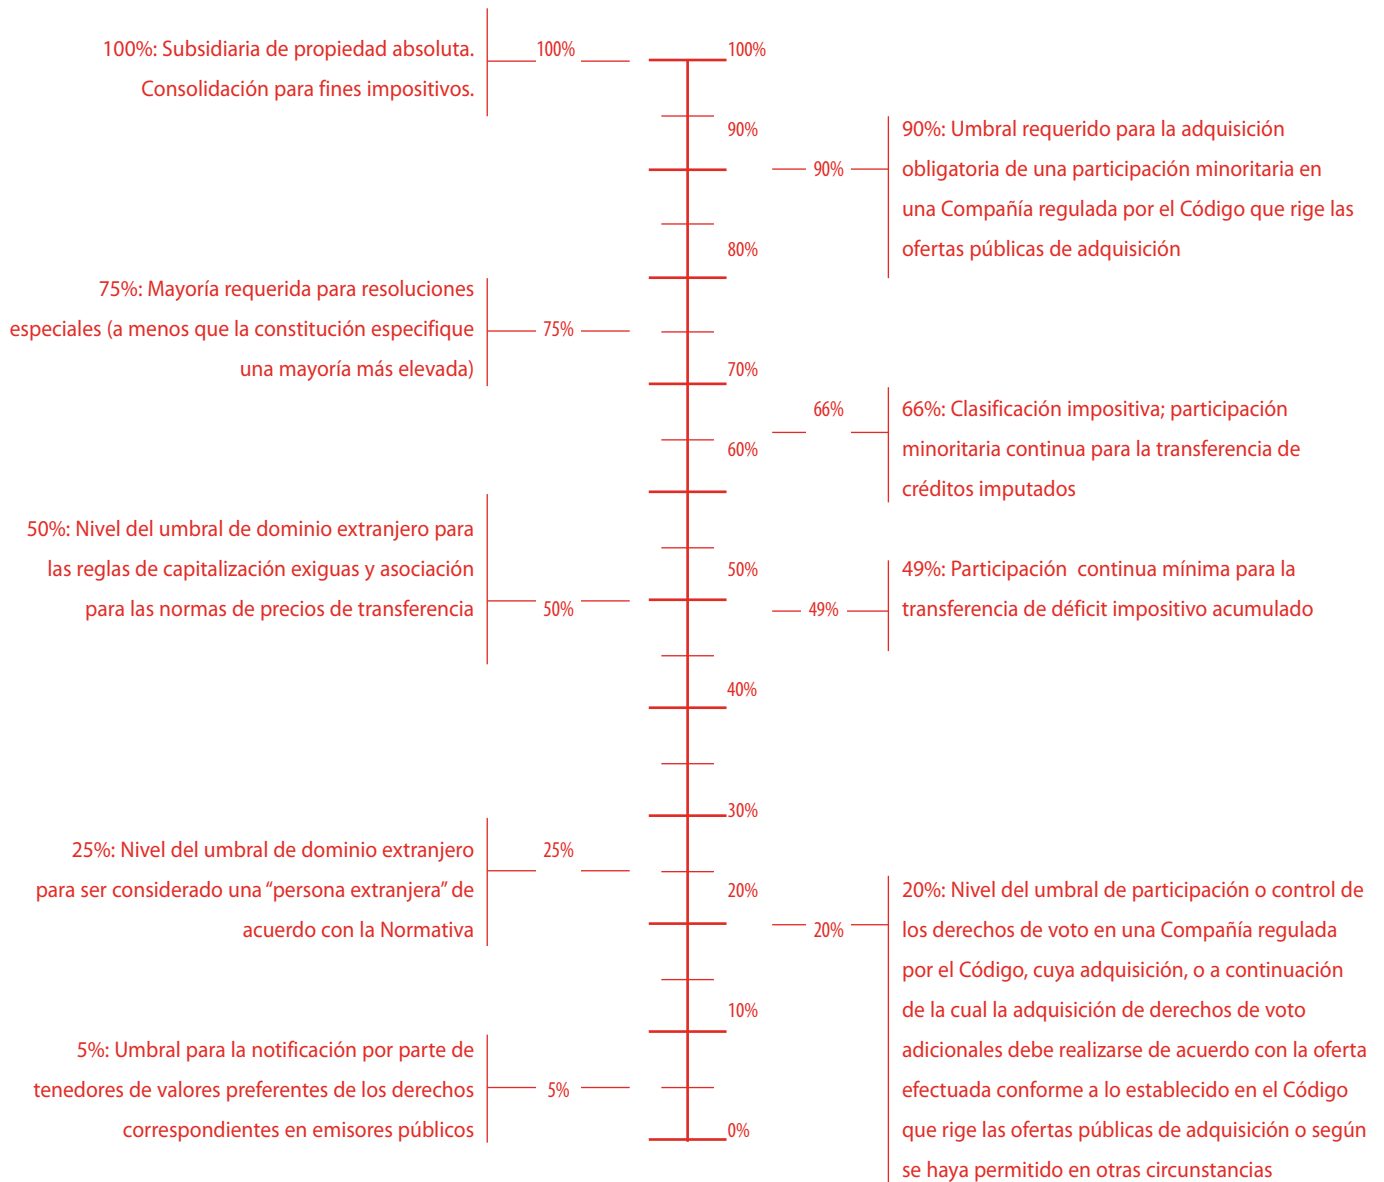 100%: Subsidiaria de propiedad absoluta.
Consolidación para fines impositivos.
100%
75%: Mayoría requerida para resoluciones
especiales (a menos que la constitución especifique
una mayoría más elevada)
75%
50%: Nivel del umbral de dominio extranjero para
las reglas de capitalización exiguas y asociación
para las normas de precios de transferencia
50%
25%: Nivel del umbral de dominio extranjero
para ser considerado una “persona extranjera” de
acuerdo con la Normativa
25%
5%: Umbral para la notificación por parte de
tenedores de valores preferentes de los derechos
correspondientes en emisores públicos
5%
100%
90%
80%
70%
60%
50%
40%
30%
20%
10%
0%
90%
90%: Umbral requerido para la adquisición
obligatoria de una participación minoritaria en
una Compañía regulada por el Código que rige las
ofertas públicas de adquisición
66%
66%: Clasificación impositiva; participación
minoritaria continua para la transferencia de
créditos imputados
49%
49%: Participación  continua mínima para la
transferencia de déficit impositivo acumulado
20%
20%: Nivel del umbral de participación o control de
los derechos de voto en una Compañía regulada
por el Código, cuya adquisición, o a continuación
de la cual la adquisición de derechos de voto
adicionales debe realizarse de acuerdo con la oferta
efectuada conforme a lo establecido en el Código
que rige las ofertas públicas de adquisición o según
se haya permitido en otras circunstancias